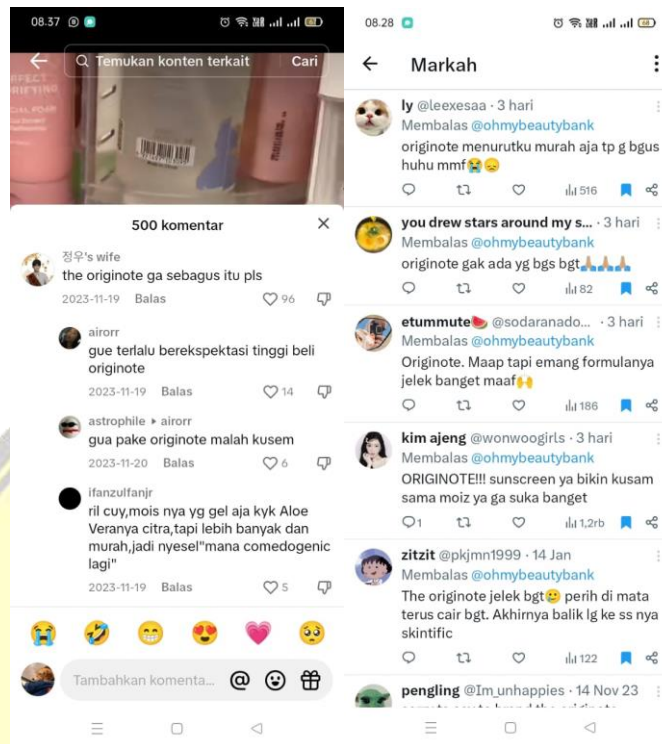 08.37
Temukan konten terkait
Cari
500 komentar
정우's wife
the originote ga sebagus itu pls
2023-11-19 Balas 96
airorr
gue terlalu berekspektasi tinggi beli
originote
2023-11-19 Balas 14
astrophile ▸ airorr
gua pake originote malah kusem
2023-11-20 Balas 6
ifanzulfanjr
ril cuy,mois nya yg gel aja kyk Aloe
Veranya citra,tapi lebih banyak dan
murah,jadi nyesel"mana comedogenic
lagi"
2023-11-19 Balas 5
Tambahkan komenta...
08.28
68
Markah
ly @leexesaa · 3 hari
Membalas @ohmybeautybank
originote menurutku murah aja tp g bgus
huhu mmf😭😞
516
you drew stars around my s... · 3 hari
Membalas @ohmybeautybank
originote gak ada yg bgs bgt🙏🏼🙏🏼🙏🏼
82
etummute🍉 @sodaranado... · 3 hari
Membalas @ohmybeautybank
Originote. Maap tapi emang formulanya
jelek banget maaf🙌
186
kim ajeng @wonwoogirls · 3 hari
Membalas @ohmybeautybank
ORIGINOTE!!! sunscreen ya bikin kusam
sama moiz ya ga suka banget
1 1,2rb
zitzit @pkjmn1999 · 14 Jan
Membalas @ohmybeautybank
The originote jelek bgt🥲 perih di mata
terus cair bgt. Akhirnya balik lg ke ss nya
skintific
122
pengling @Im_unhappies · 14 Nov 23